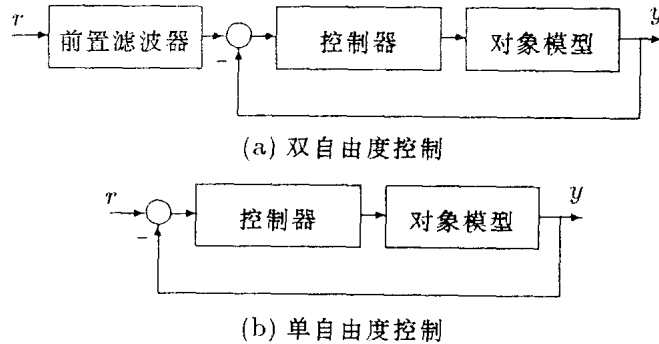 r
前置滤波器
控制器
对象模型
y
−
(a) 双自由度控制
r
控制器
对象模型
y
−
(b) 单自由度控制